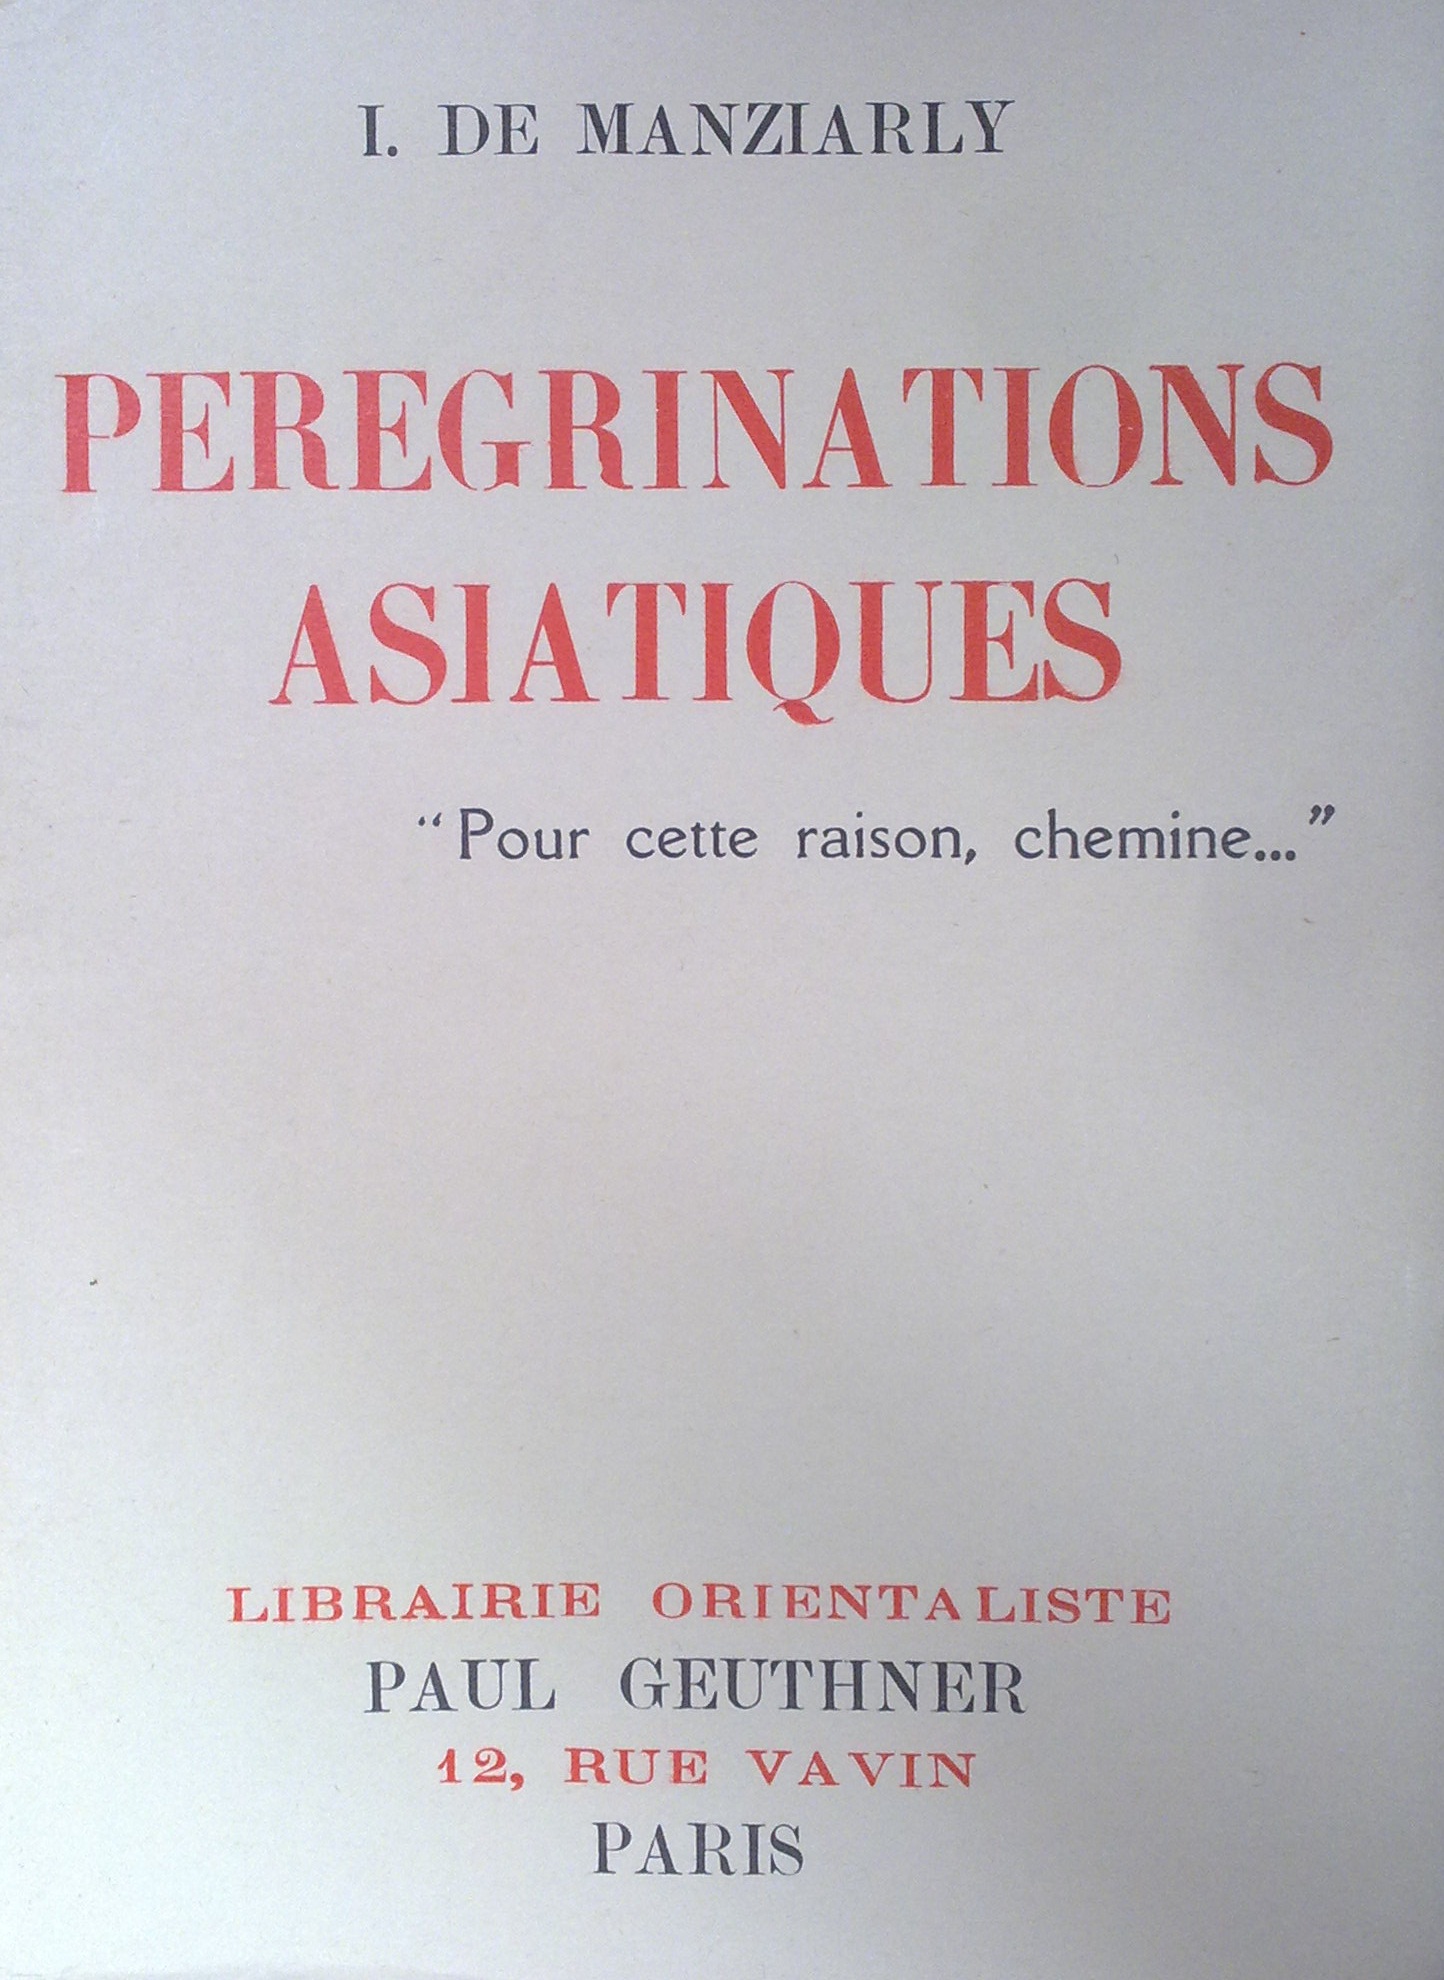 I. DE MANZIARLY
PEREGRINATIONS
ASIATIQUES
“Pour cette raison, chemine...”
LIBRAIRIE ORIENTALISTE
PAUL GEUTHNER
12, RUE VAVIN
PARIS